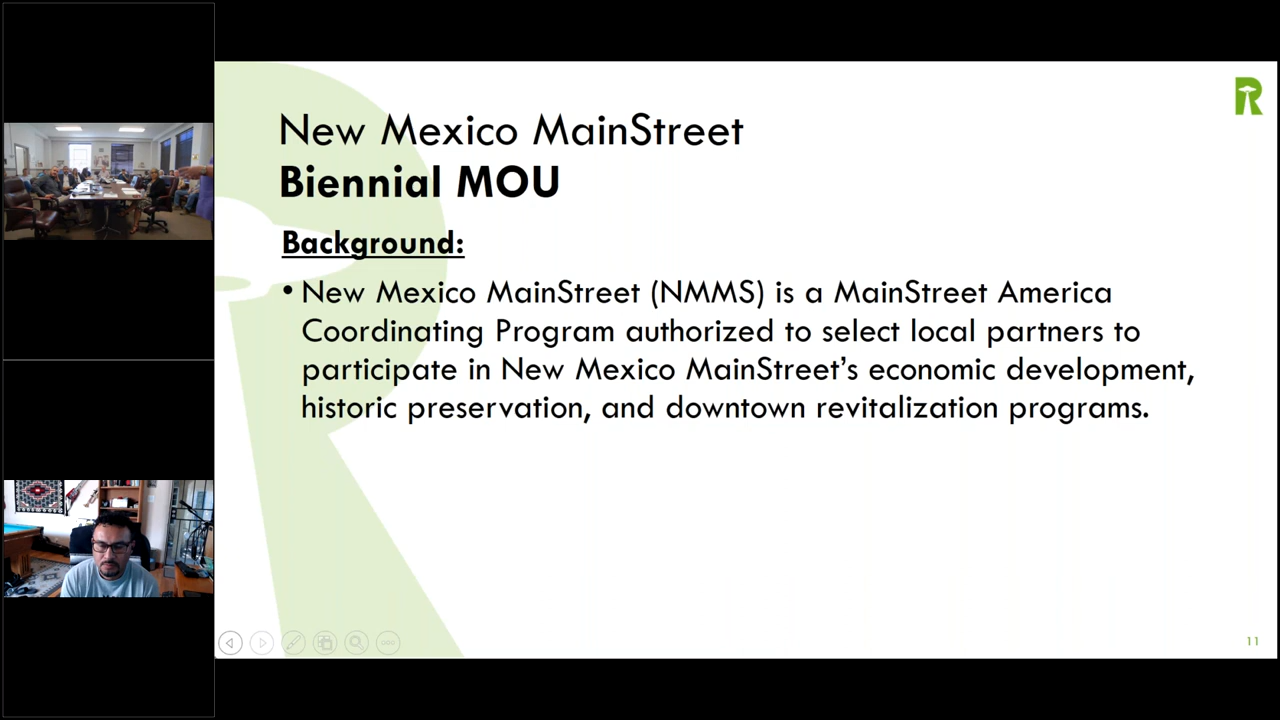 New Mexico MainStreet
Biennial MOU
Background:
• New Mexico MainStreet (NMMS) is a MainStreet America
Coordinating Program authorized to select local partners to
participate in New Mexico MainStreet’s economic development,
historic preservation, and downtown revitalization programs.
R
11